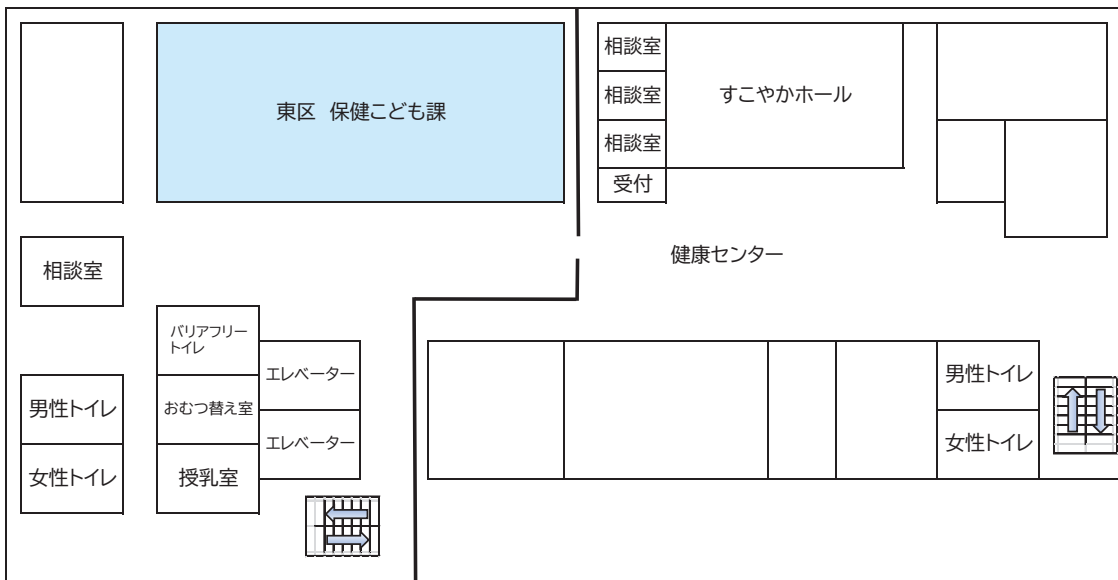 東区 保健こども課
相談室
相談室
相談室
受付
すこやかホール
健康センター
相談室
バリアフリー
トイレ
エレベーター
おむつ替え室
エレベーター
授乳室
男性トイレ
女性トイレ
男性トイレ
女性トイレ